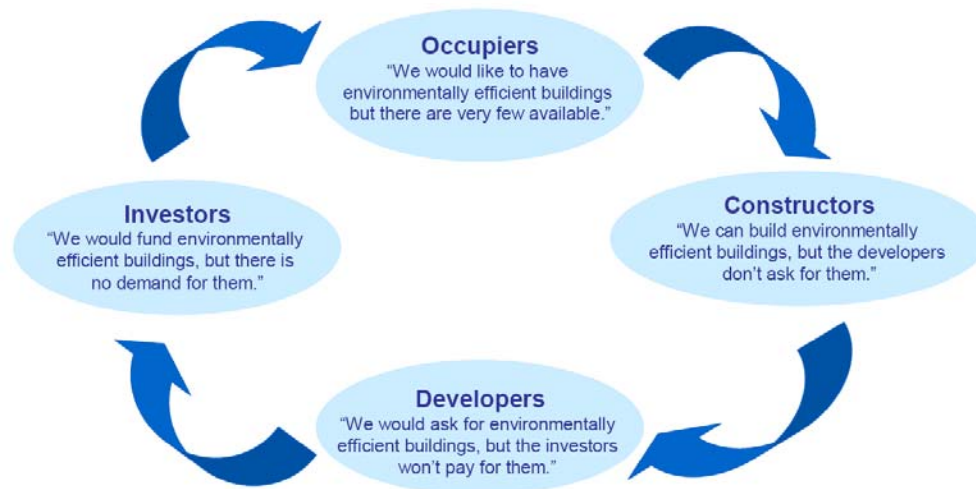 Occupiers
“We would like to have
environmentally efficient buildings
but there are very few available.”
Investors
“We would fund environmentally
efficient buildings, but there is
no demand for them.”
Constructors
“We can build environmentally
efficient buildings, but the developers
don’t ask for them.”
Developers
“We would ask for environmentally
efficient buildings, but the investors
won’t pay for them.”